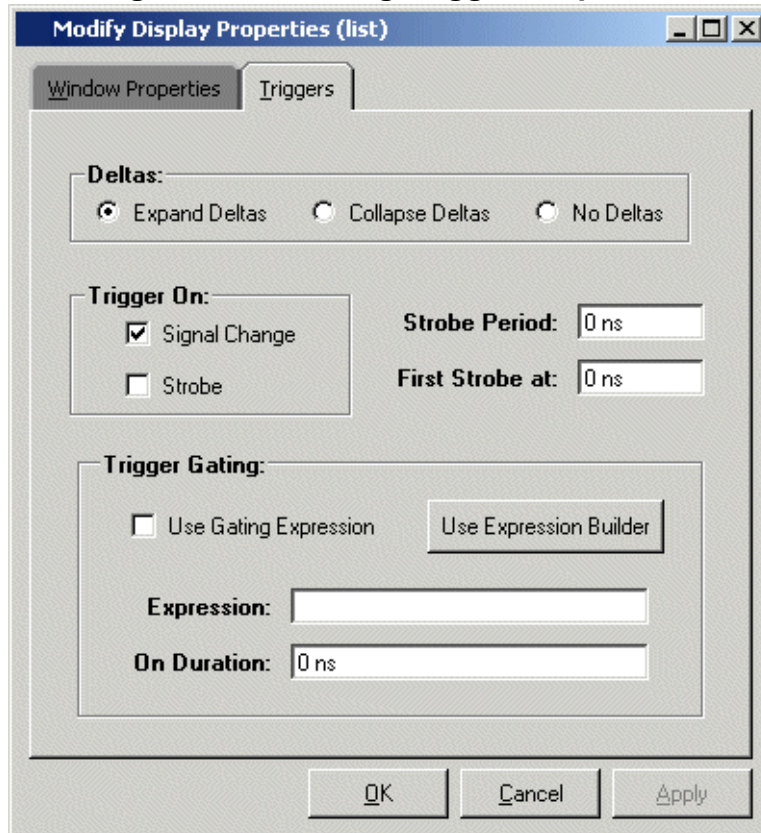 Modify Display Properties (list)
Window Properties Triggers
Deltas:
Expand Deltas Collapse Deltas No Deltas
Trigger On:
Signal Change
Strobe
Strobe Period: 0 ns
First Strobe at: 0 ns
Trigger Gating:
Use Gating Expression Use Expression Builder
Expression:
On Duration: 0 ns
OK Cancel Apply